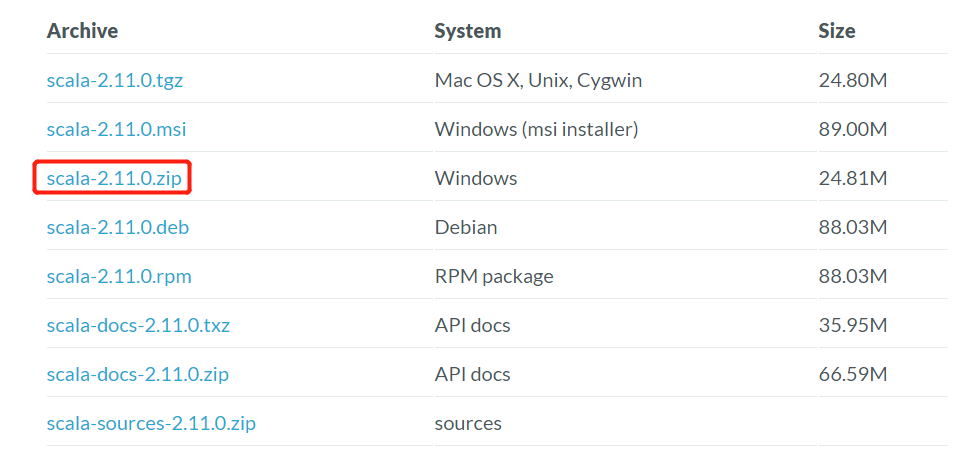 Archive System Size
scala-2.11.0.tgz Mac OS X, Unix, Cygwin 24.80M
scala-2.11.0.msi Windows (msi installer) 89.00M
scala-2.11.0.zip Windows 24.81M
scala-2.11.0.deb Debian 88.03M
scala-2.11.0.rpm RPM package 88.03M
scala-docs-2.11.0.txz API docs 35.95M
scala-docs-2.11.0.zip API docs 66.59M
scala-sources-2.11.0.zip sources